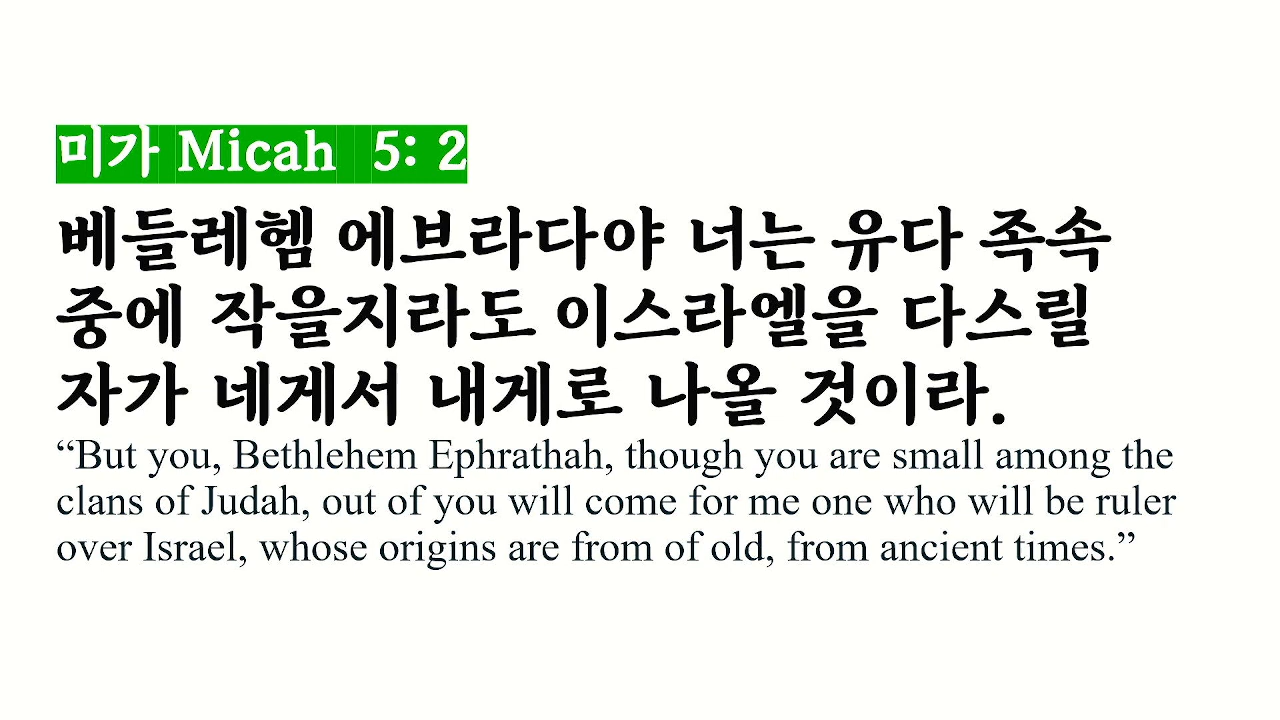 미가 Micah 5: 2
베들레헴 에브라다야 너는 유다 족속
중에 작을지라도 이스라엘을 다스릴
자가 네게서 내게로 나올 것이라.
“But you, Bethlehem Ephrathah, though you are small among the
clans of Judah, out of you will come for me one who will be ruler
over Israel, whose origins are from of old, from ancient times.”